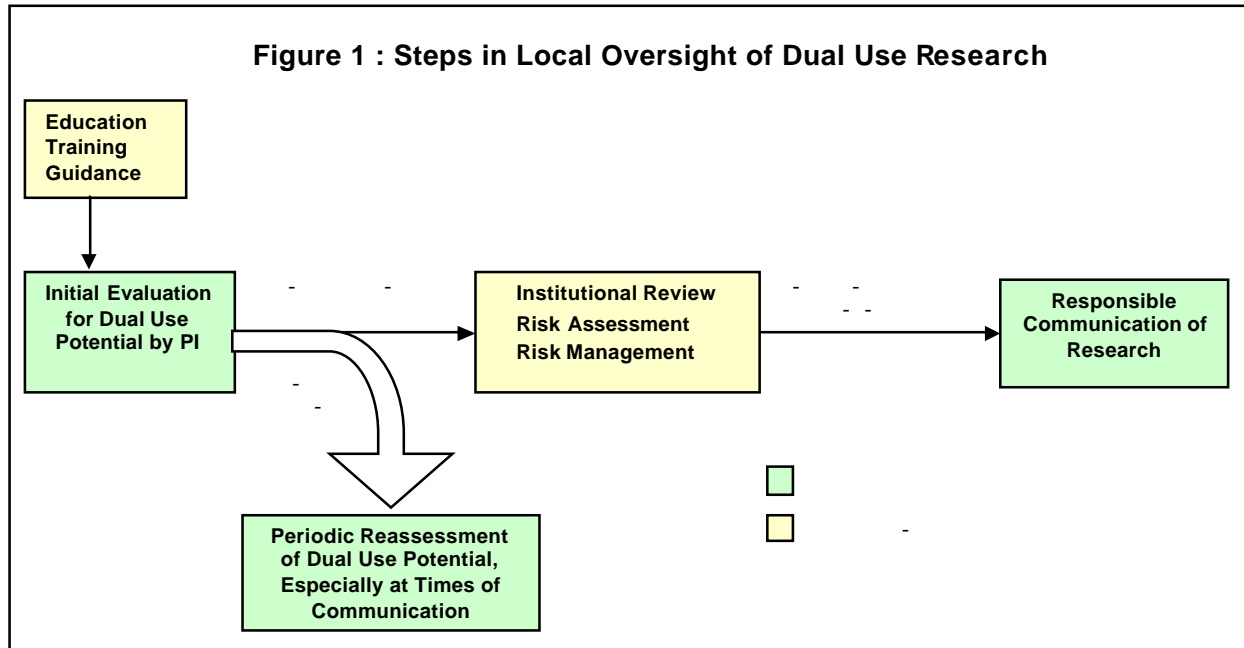 Figure 1 : Steps in Local Oversight of Dual Use Research
Education
Training
Guidance
Initial Evaluation
for Dual Use
Potential by PI
Institutional Review
Risk Assessment
Risk Management
Responsible
Communication of
Research
Periodic Reassessment
of Dual Use Potential,
Especially at Times of
Communication